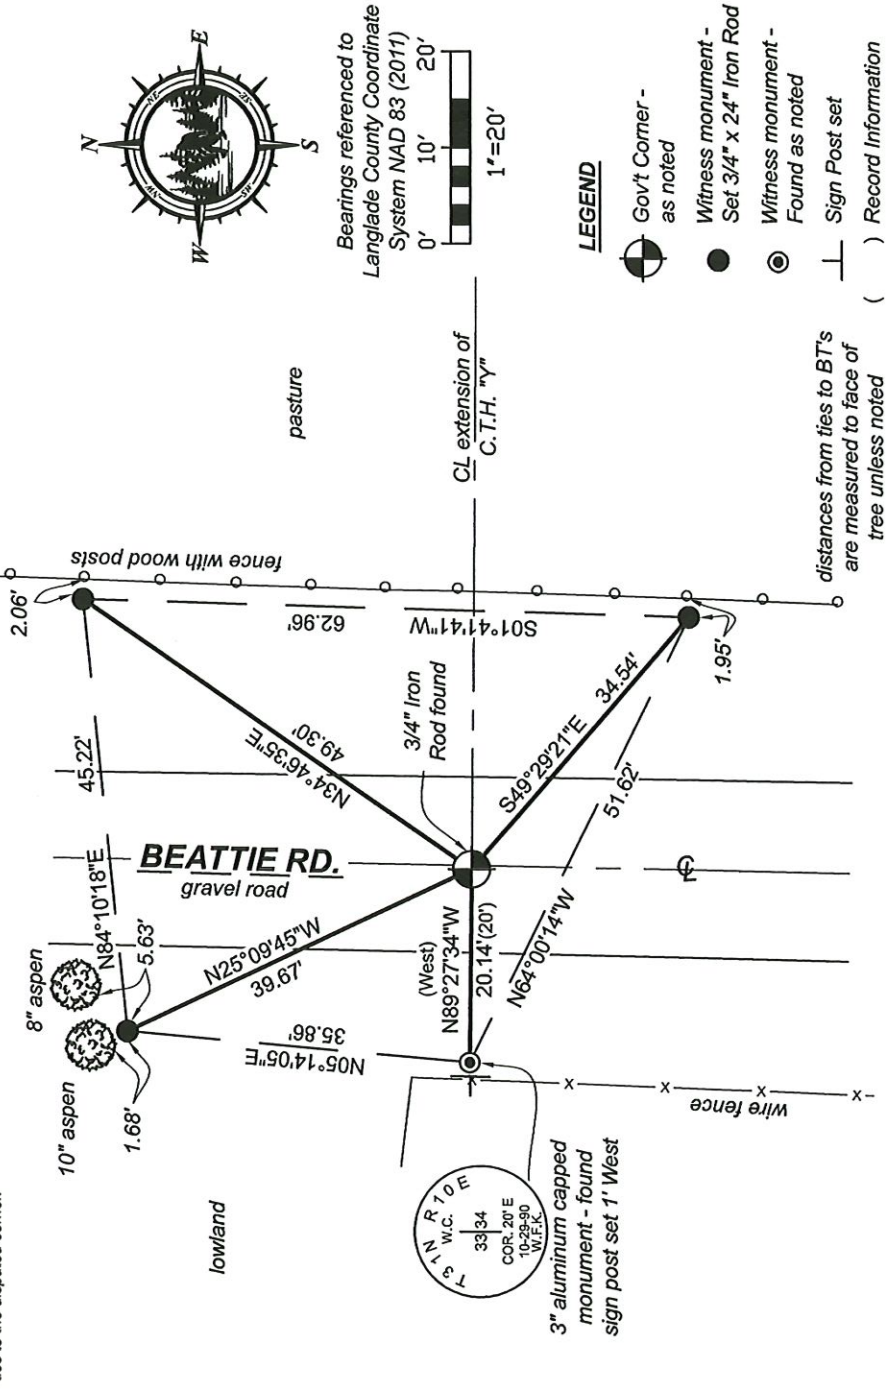 N
NE
E
SE
S
SW
W
NW
Bearings referenced to
Langlade County Coordinate
System NAD 83 (2011)
0' 10' 20'
1"=20'
LEGEND
Gov't Corner -
as noted
Witness monument -
Set 3/4" x 24" Iron Rod
Witness monument -
Found as noted
Sign Post set
( ) Record Information
distances from ties to BT's
are measured to face of
tree unless noted
pasture
CL extension of
C.T.H. "Y"
fence with wood posts
2.06'
62.96'
S01°41'41"W
1.95'
45.22'
N84°10'18"E
49.30'
N34°46'35"E
3/4" Iron
Rod found
S49°29'21"E 34.54'
51.62'
N64°00'14"W
BEATTIE RD.
gravel road
CL
8" aspen
5.63'
10" aspen
1.68'
N25°09'45"W
39.67'
(West)
N89°27'34"W
20.14'(20')
35.86'
N05°14'05"E
x x x x x
wire fence
lowland
T31N R10E
W.C.
33 34
COR. 20' E
10-29-90
W.F.K.
3" aluminum capped
monument - found
sign post set 1' West